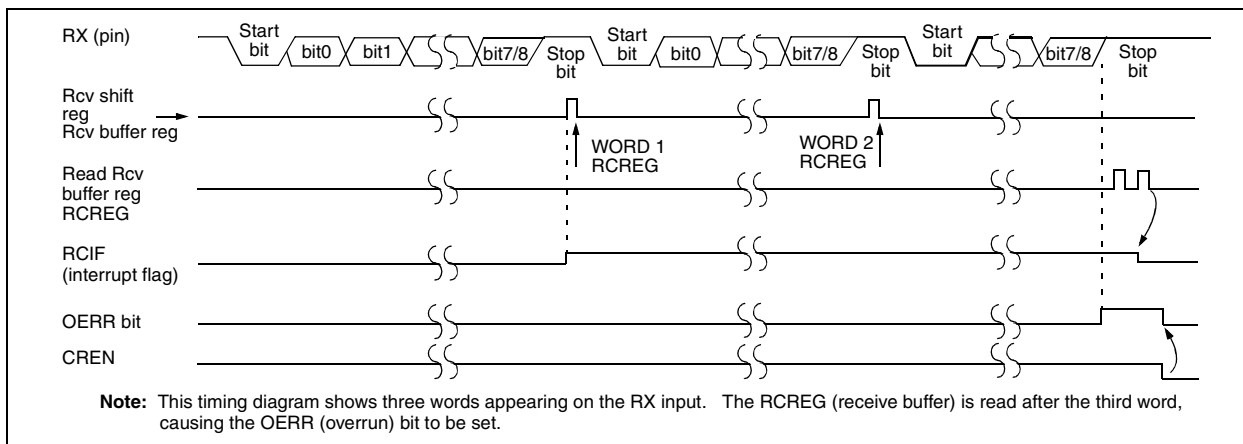 RX (pin)
Start
bit
bit0
bit1
bit7/8
Stop
bit
Start
bit
bit0
bit7/8
Stop
bit
Start
bit
bit7/8
Stop
bit
Rcv shift
reg
Rcv buffer reg
WORD 1
RCREG
WORD 2
RCREG
Read Rcv
buffer reg
RCREG
RCIF
(interrupt flag)
OERR bit
CREN
Note: This timing diagram shows three words appearing on the RX input. The RCREG (receive buffer) is read after the third word,
causing the OERR (overrun) bit to be set.